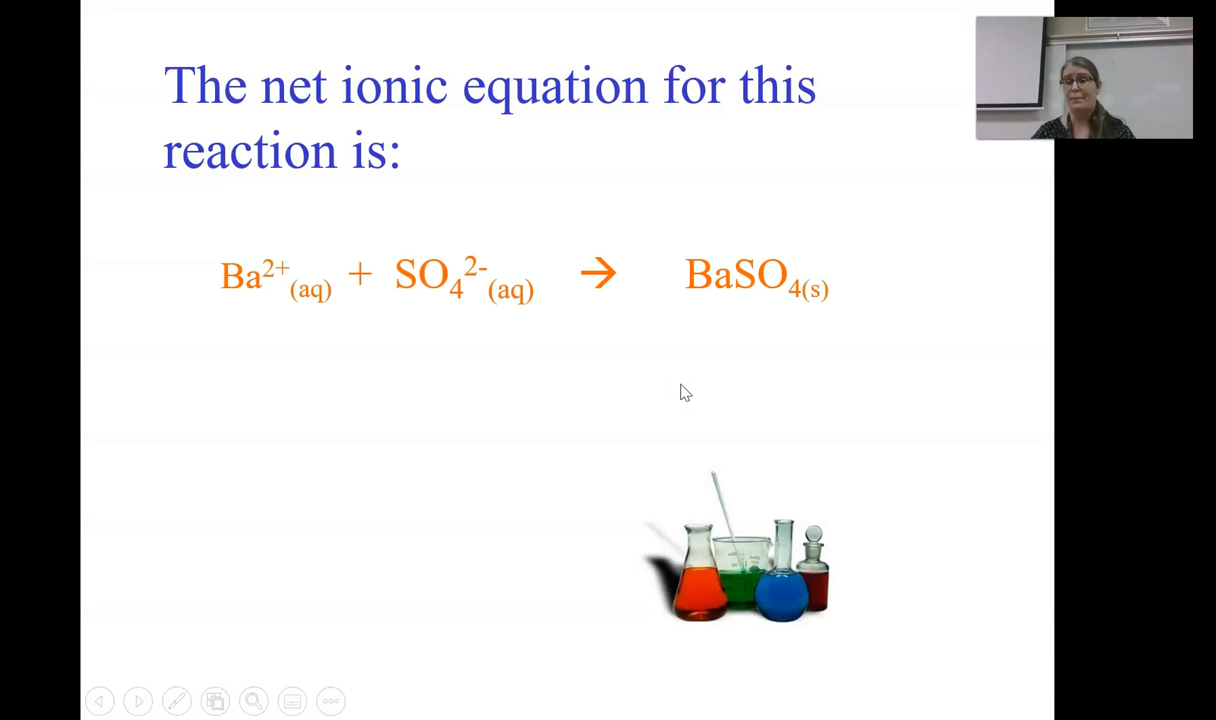 The net ionic equation for this
reaction is:
Ba²⁺₍aq₎ + SO₄²⁻₍aq₎ → BaSO₄₍s₎